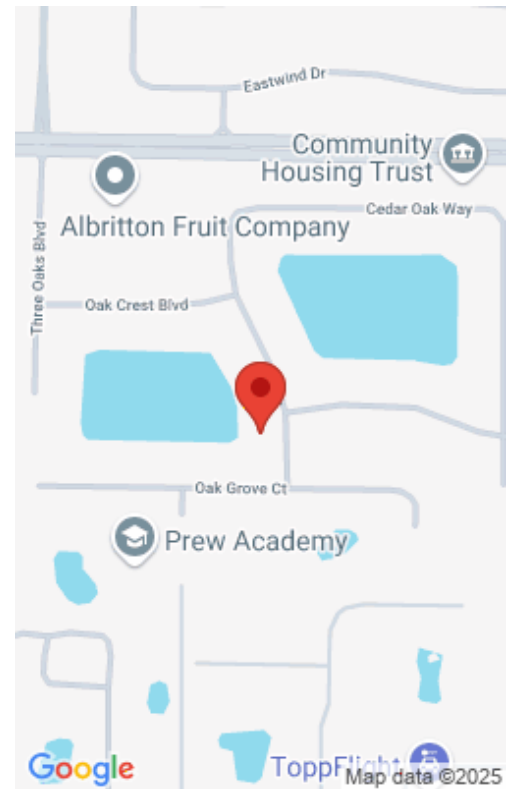 Eastwind Dr
Community
Housing Trust
Albritton Fruit Company
Cedar Oak Way
Three Oaks Blvd
Oak Crest Blvd
Oak Grove Ct
Prew Academy
ToppFlight
Google
Map data ©2025